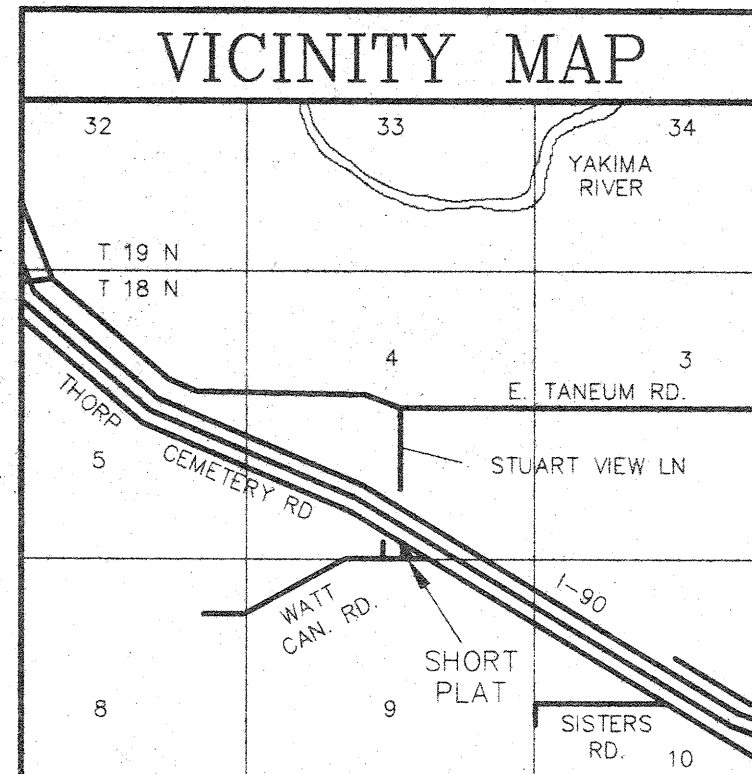 VICINITY MAP
32
33
34
YAKIMA
RIVER
T 19 N
T 18 N
4
3
E. TANEUM RD.
THORP
CEMETERY RD
5
STUART VIEW LN
I-90
WATT
CAN. RD.
SHORT
PLAT
8
9
SISTERS
RD.
10